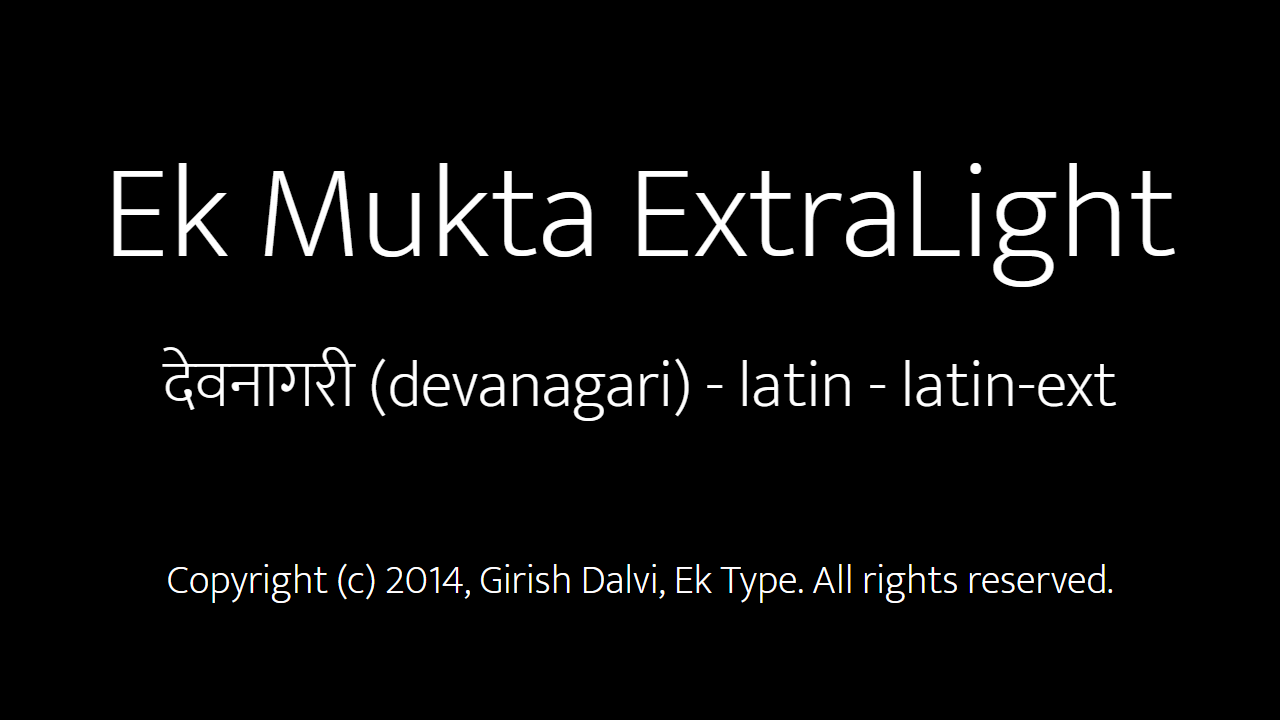 Ek Mukta ExtraLight
देवनागरी (devanagari) - latin - latin-ext
Copyright (c) 2014, Girish Dalvi, Ek Type. All rights reserved.